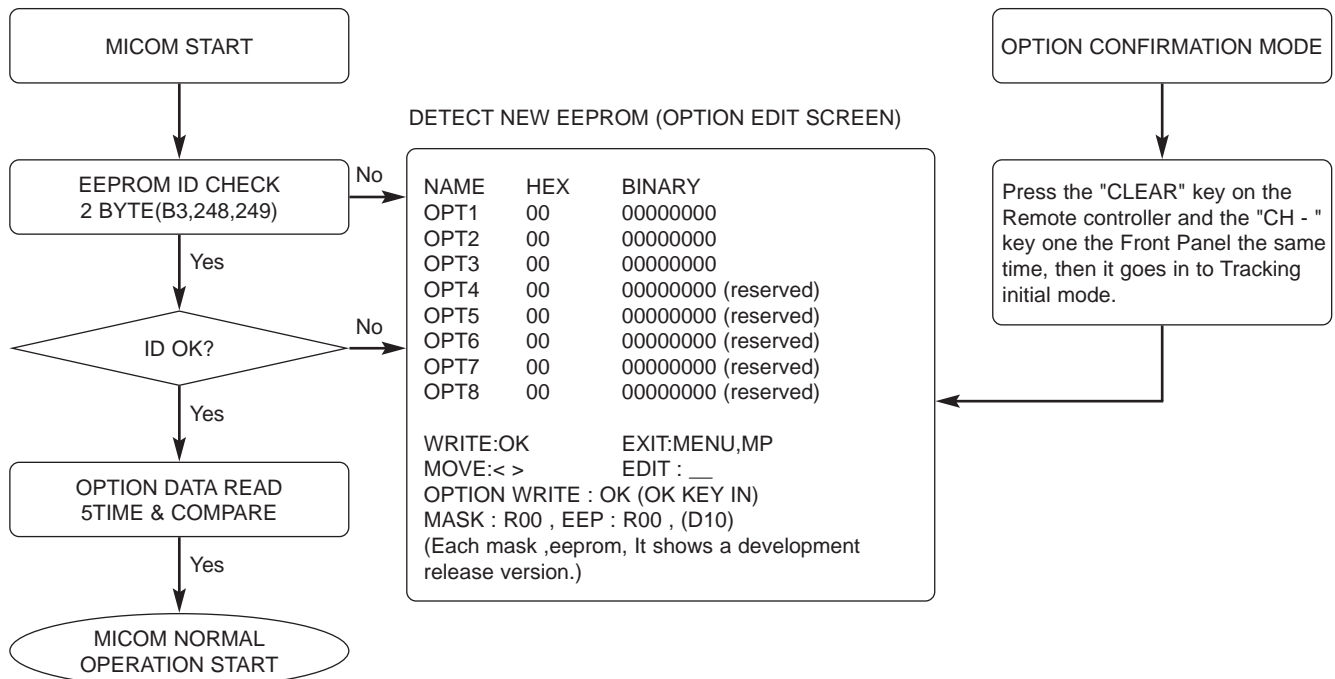 MICOM START
EEPROM ID CHECK
2 BYTE(B3,248,249)
No
Yes
ID OK?
No
Yes
OPTION DATA READ
5TIME & COMPARE
Yes
MICOM NORMAL
OPERATION START
DETECT NEW EEPROM (OPTION EDIT SCREEN)
NAME HEX BINARY
OPT1 00 00000000
OPT2 00 00000000
OPT3 00 00000000
OPT4 00 00000000 (reserved)
OPT5 00 00000000 (reserved)
OPT6 00 00000000 (reserved)
OPT7 00 00000000 (reserved)
OPT8 00 00000000 (reserved)
WRITE:OK EXIT:MENU,MP
MOVE:< > EDIT : __
OPTION WRITE : OK (OK KEY IN)
MASK : R00 , EEP : R00 , (D10)
(Each mask ,eeprom, It shows a development
release version.)
OPTION CONFIRMATION MODE
Press the "CLEAR" key on the
Remote controller and the "CH - "
key one the Front Panel the same
time, then it goes in to Tracking
initial mode.